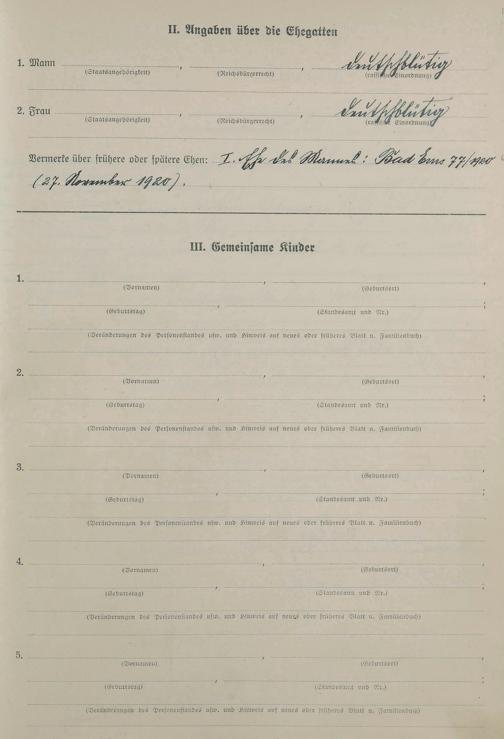 II. Angaben über die Ehegatten
1. Mann , , deutschblütig
(Staatsangehörigkeit) (Reichsbürgerrecht) (rassische Einordnung)
2. Frau , , deutschblütig
(Staatsangehörigkeit) (Reichsbürgerrecht) (rassische Einordnung)
Vermerke über frühere oder spätere Ehen: I. Ehe des Mannes: Bad Ems 77/1920
(27. November 1920).
III. Gemeinsame Kinder
1. , ,
(Vornamen) (Geburtsort)
, ;
(Geburtstag) (Standesamt und Nr.)
(Veränderungen des Personenstandes usw. und Hinweis auf neues oder früheres Blatt u. Familienbuch)
2. , ,
(Vornamen) (Geburtsort)
, ;
(Geburtstag) (Standesamt und Nr.)
(Veränderungen des Personenstandes usw. und Hinweis auf neues oder früheres Blatt u. Familienbuch)
3. , ,
(Vornamen) (Geburtsort)
, ;
(Geburtstag) (Standesamt und Nr.)
(Veränderungen des Personenstandes usw. und Hinweis auf neues oder früheres Blatt u. Familienbuch)
4. , ,
(Vornamen) (Geburtsort)
, ;
(Geburtstag) (Standesamt und Nr.)
(Veränderungen des Personenstandes usw. und Hinweis auf neues oder früheres Blatt u. Familienbuch)
5. , ,
(Vornamen) (Geburtsort)
, ;
(Geburtstag) (Standesamt und Nr.)
(Veränderungen des Personenstandes usw. und Hinweis auf neues oder früheres Blatt u. Familienbuch)